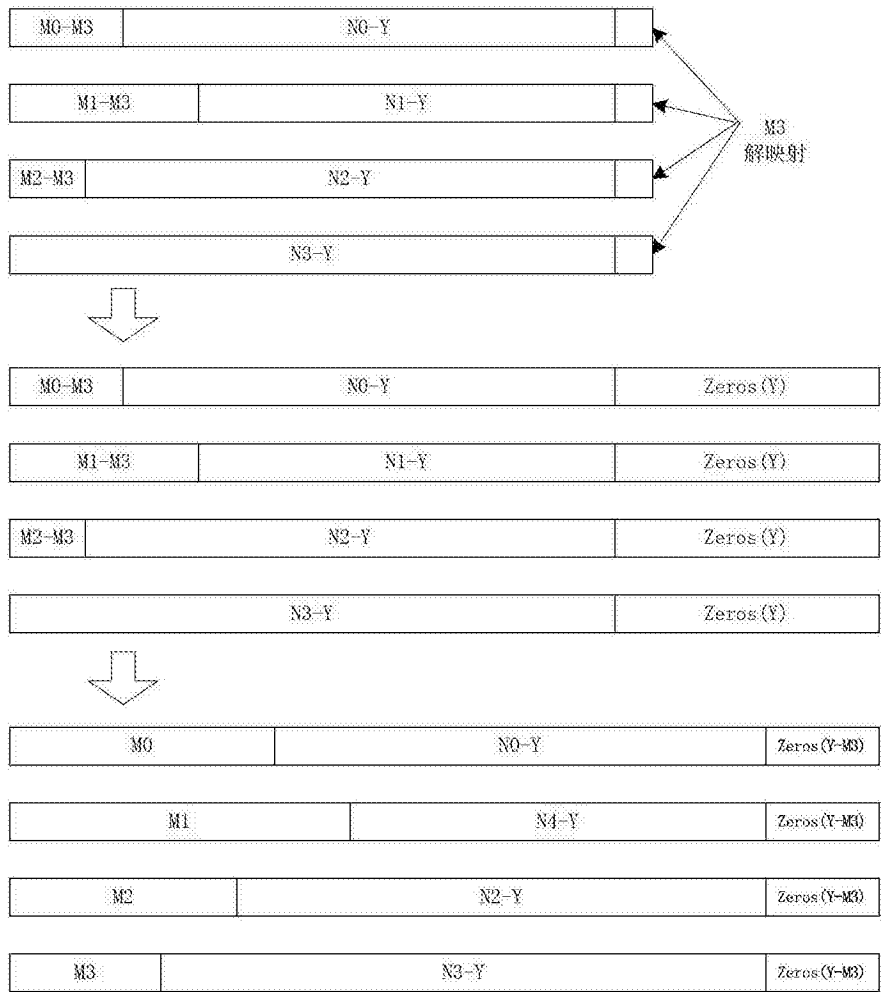 M0-M3 N0-Y
M1-M3 N1-Y
M3
解映射
M2-M3 N2-Y
N3-Y
M0-M3 N0-Y Zeros(Y)
M1-M3 N1-Y Zeros(Y)
M2-M3 N2-Y Zeros(Y)
N3-Y Zeros(Y)
M0 N0-Y Zeros(Y-M3)
M1 N4-Y Zeros(Y-M3)
M2 N2-Y Zeros(Y-M3)
M3 N3-Y Zeros(Y-M3)